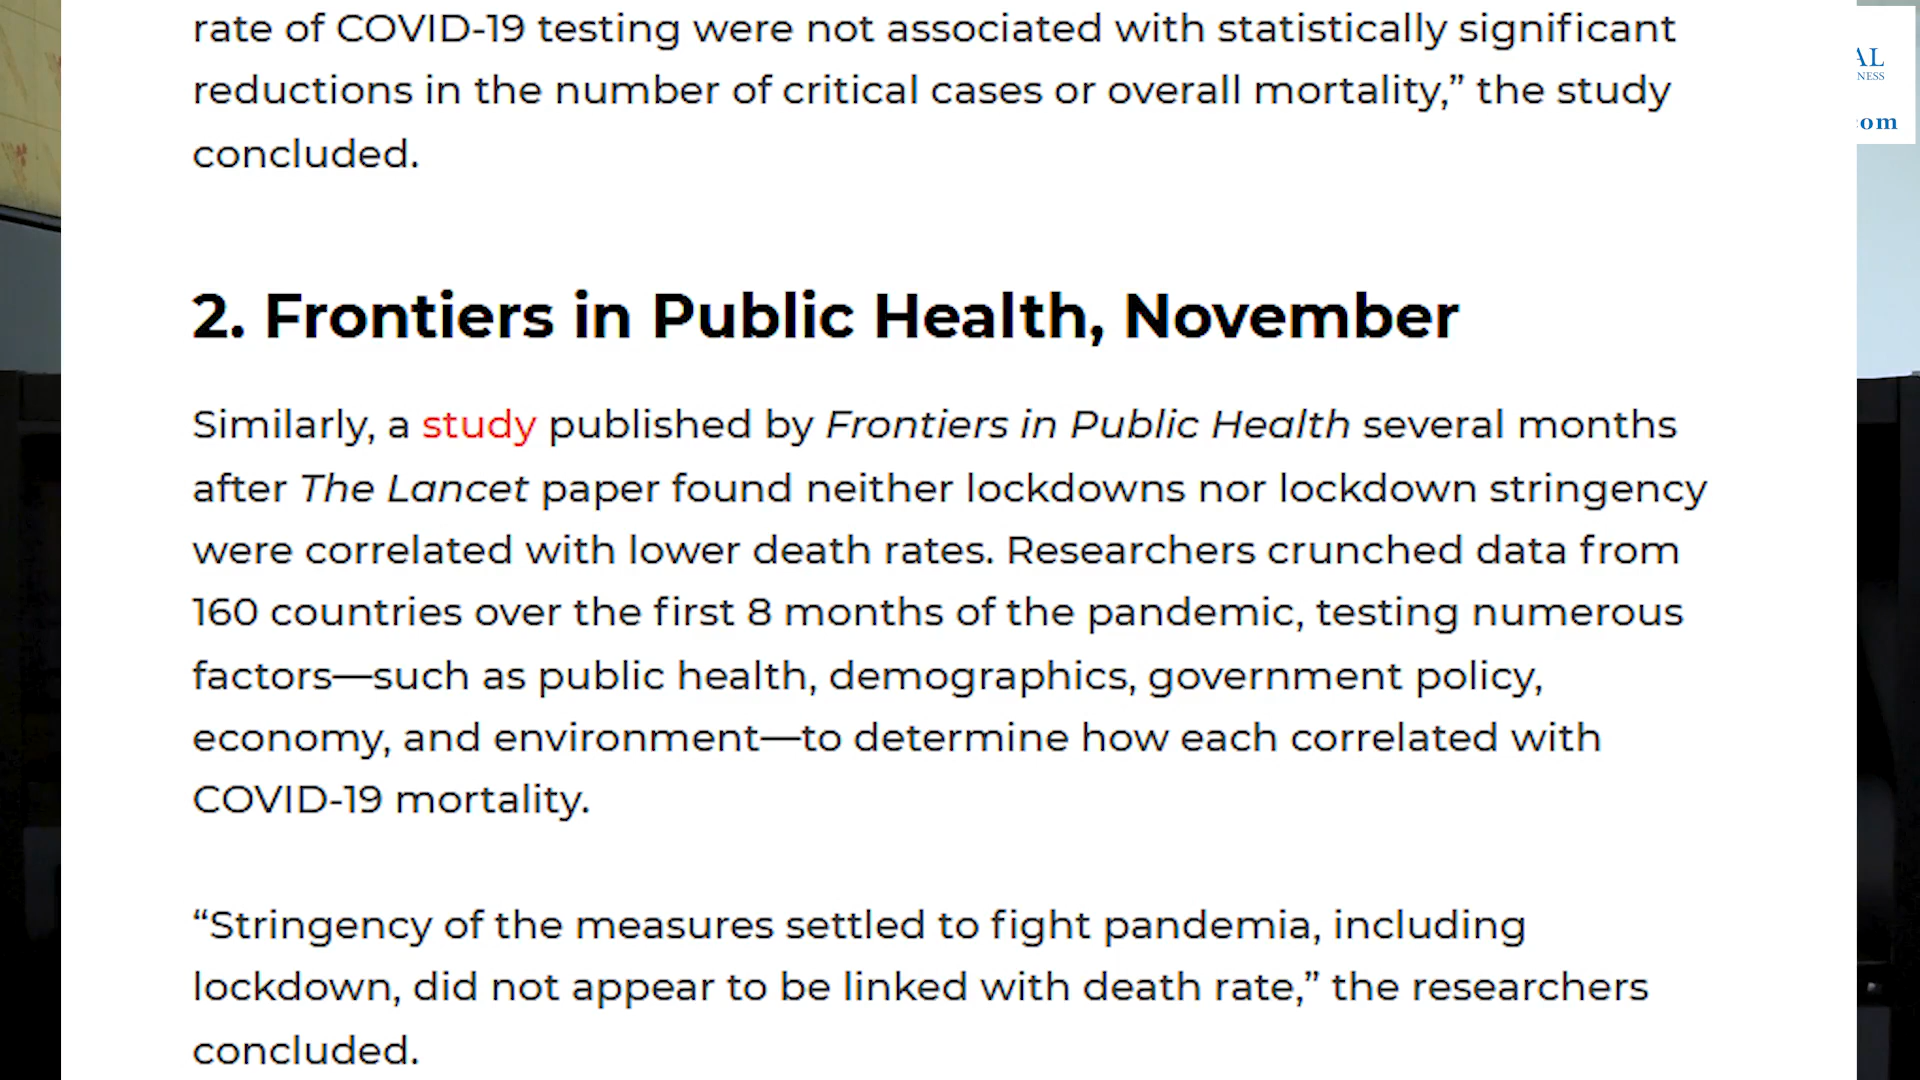 rate of COVID-19 testing were not associated with statistically significant
reductions in the number of critical cases or overall mortality,” the study
concluded.
AL
NESS
com
2. Frontiers in Public Health, November
Similarly, a study published by Frontiers in Public Health several months
after The Lancet paper found neither lockdowns nor lockdown stringency
were correlated with lower death rates. Researchers crunched data from
160 countries over the first 8 months of the pandemic, testing numerous
factors—such as public health, demographics, government policy,
economy, and environment—to determine how each correlated with
COVID-19 mortality.
“Stringency of the measures settled to fight pandemia, including
lockdown, did not appear to be linked with death rate,” the researchers
concluded.